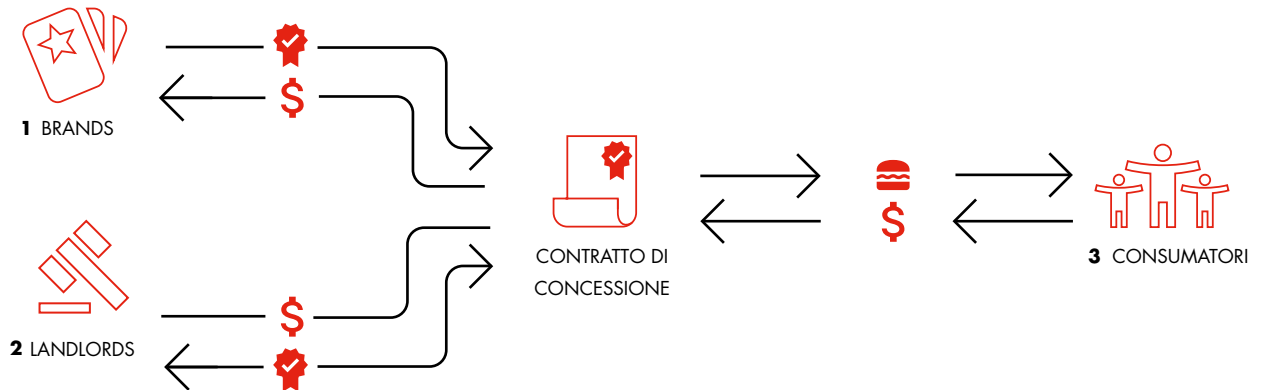 1 BRANDS
2 LANDLORDS
CONTRATTO DI
CONCESSIONE
3 CONSUMATORI